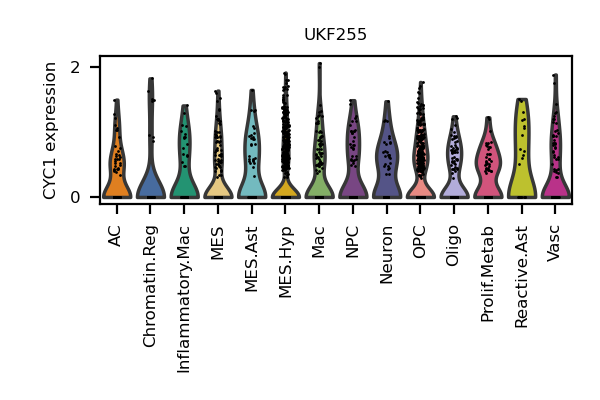 UKF255
CYC1 expression
2
0
AC
Chromatin.Reg
Inflammatory.Mac
MES
MES.Ast
MES.Hyp
Mac
NPC
Neuron
OPC
Oligo
Prolif.Metab
Reactive.Ast
Vasc